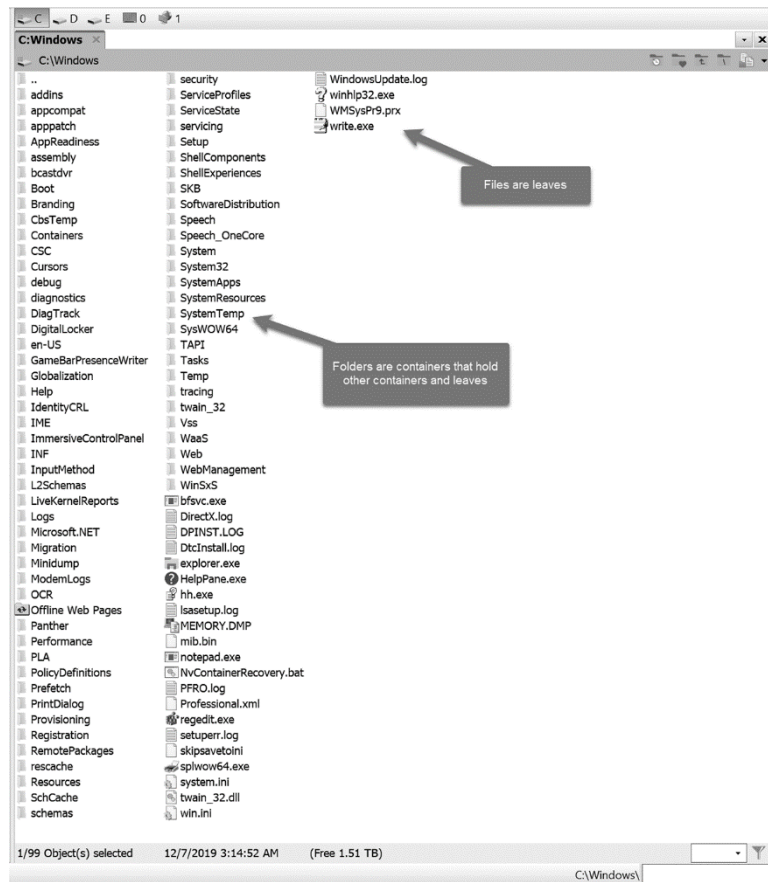 C D E 0 1
C:Windows
C:\Windows
..
addins
appcompat
apppatch
AppReadiness
assembly
bcastdvr
Boot
Branding
CbsTemp
Containers
CSC
Cursors
debug
diagnostics
DiagTrack
DigitalLocker
en-US
GameBarPresenceWriter
Globalization
Help
IdentityCRL
IME
ImmersiveControlPanel
INF
InputMethod
L2Schemas
LiveKernelReports
Logs
Microsoft.NET
Migration
Minidump
ModemLogs
OCR
Offline Web Pages
Panther
Performance
PLA
PolicyDefinitions
Prefetch
PrintDialog
Provisioning
Registration
RemotePackages
rescache
Resources
SchCache
schemas
security
ServiceProfiles
ServiceState
servicing
Setup
ShellComponents
ShellExperiences
SKB
SoftwareDistribution
Speech
Speech_OneCore
System
System32
SystemApps
SystemResources
SystemTemp
SysWOW64
TAPI
Tasks
Temp
tracing
twain_32
Vss
WaaS
Web
WebManagement
WinSxS
bfsvc.exe
DirectX.log
DPINST.LOG
DtcInstall.log
explorer.exe
HelpPane.exe
hh.exe
lsasetup.log
MEMORY.DMP
mib.bin
notepad.exe
NvContainerRecovery.bat
PFRO.log
Professional.xml
regedit.exe
setuperr.log
skipsavetoini
splwow64.exe
system.ini
twain_32.dll
win.ini
WindowsUpdate.log
winhlp32.exe
WMSysPr9.prx
write.exe
Files are leaves
Folders are containers that hold
other containers and leaves
1/99 Object(s) selected 12/7/2019 3:14:52 AM (Free 1.51 TB)
C:\Windows\